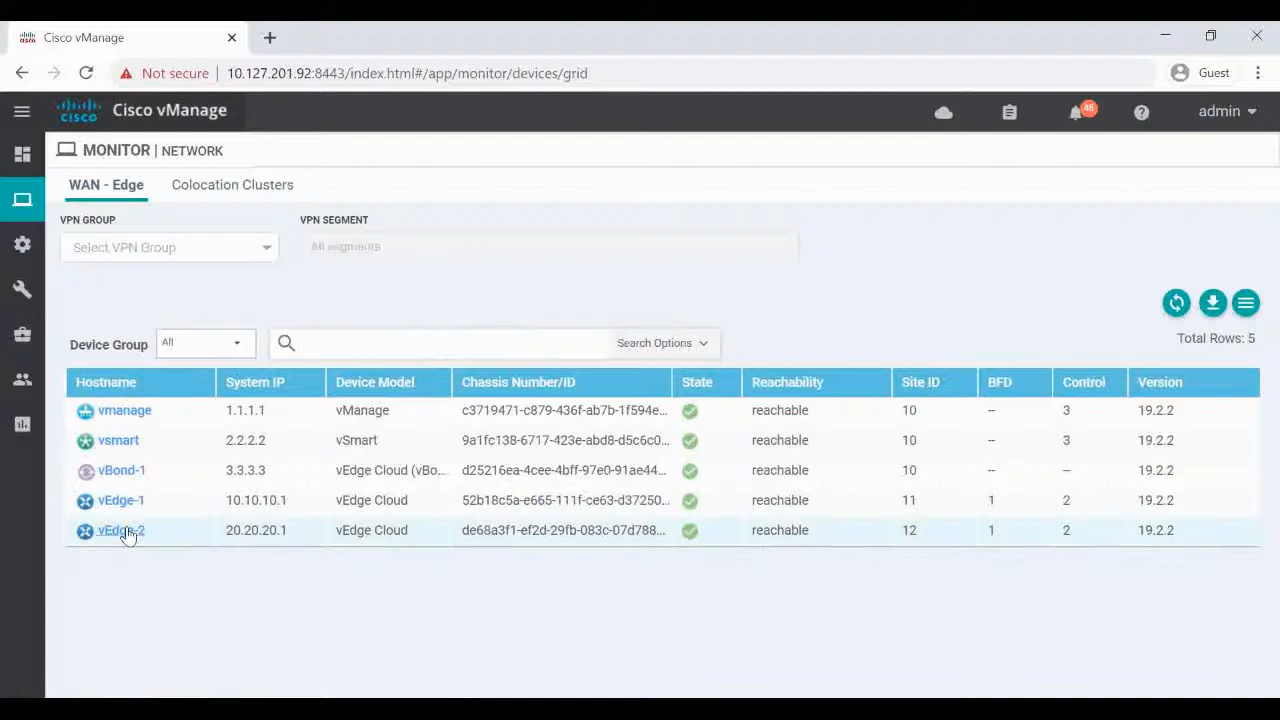 Cisco vManage
Not secure 10.127.201.92:8443/index.html#/app/monitor/devices/grid Guest
cisco Cisco vManage 48 admin
MONITOR | NETWORK
WAN - Edge Colocation Clusters
VPN GROUP VPN SEGMENT
Select VPN Group All segments
Device Group All Search Options Total Rows: 5
Hostname System IP Device Model Chassis Number/ID State Reachability Site ID BFD Control Version
vmanage 1.1.1.1 vManage c3719471-c879-436f-ab7b-1f594e... reachable 10 -- 3 19.2.2
vsmart 2.2.2.2 vSmart 9a1fc138-6717-423e-abd8-d5c6c0... reachable 10 -- 3 19.2.2
vBond-1 3.3.3.3 vEdge Cloud (vBo... d25216ea-4cee-4bff-97e0-91ae44... reachable 10 -- -- 19.2.2
vEdge-1 10.10.10.1 vEdge Cloud 52b18c5a-e665-111f-ce63-d37250... reachable 11 1 2 19.2.2
vEdge-2 20.20.20.1 vEdge Cloud de68a3f1-ef2d-29fb-083c-07d788... reachable 12 1 2 19.2.2